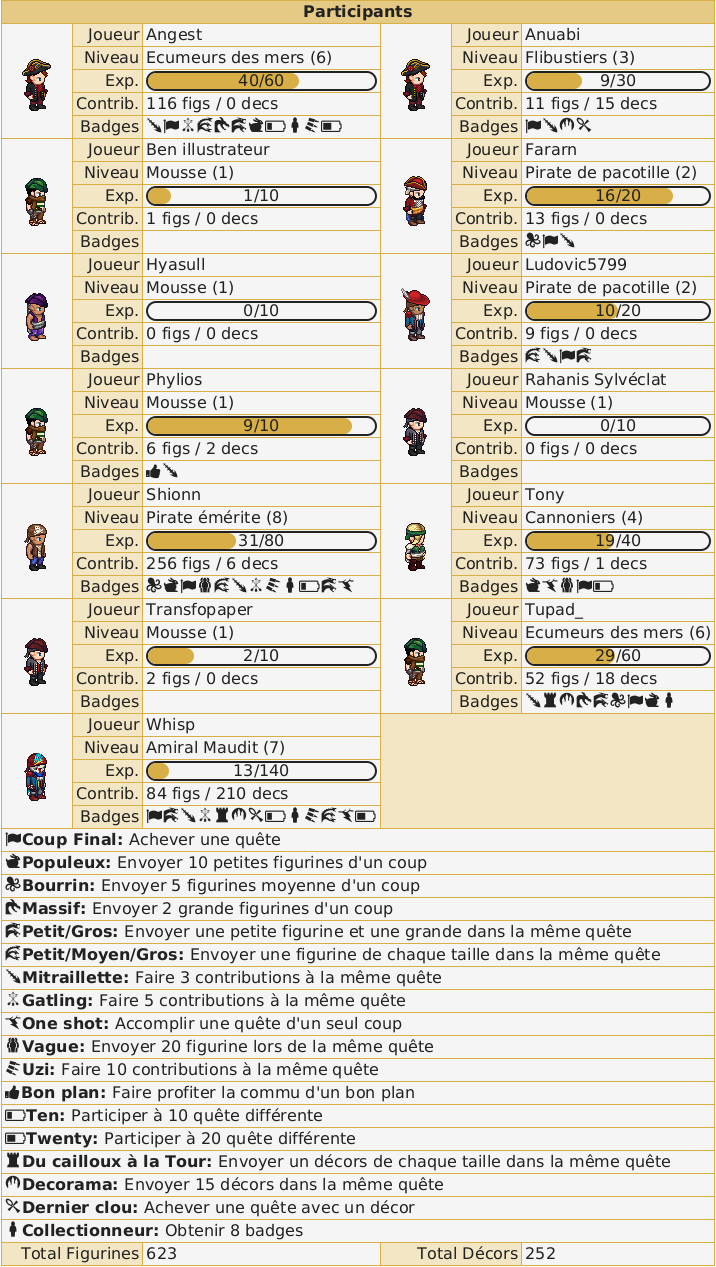 Participants
Joueur Angest
Niveau Ecumeurs des mers (6)
Exp. 40/60
Contrib. 116 figs / 0 decs
Badges
Joueur Anuabi
Niveau Flibustiers (3)
Exp. 9/30
Contrib. 11 figs / 15 decs
Badges
Joueur Ben illustrateur
Niveau Mousse (1)
Exp. 1/10
Contrib. 1 figs / 0 decs
Badges
Joueur Fararn
Niveau Pirate de pacotille (2)
Exp. 16/20
Contrib. 13 figs / 0 decs
Badges
Joueur Hyasull
Niveau Mousse (1)
Exp. 0/10
Contrib. 0 figs / 0 decs
Badges
Joueur Ludovic5799
Niveau Pirate de pacotille (2)
Exp. 10/20
Contrib. 9 figs / 0 decs
Badges
Joueur Phylios
Niveau Mousse (1)
Exp. 9/10
Contrib. 6 figs / 2 decs
Badges
Joueur Rahanis Sylvéclat
Niveau Mousse (1)
Exp. 0/10
Contrib. 0 figs / 0 decs
Badges
Joueur Shionn
Niveau Pirate émérite (8)
Exp. 31/80
Contrib. 256 figs / 6 decs
Badges
Joueur Tony
Niveau Cannoniers (4)
Exp. 19/40
Contrib. 73 figs / 1 decs
Badges
Joueur Transfopaper
Niveau Mousse (1)
Exp. 2/10
Contrib. 2 figs / 0 decs
Badges
Joueur Tupad_
Niveau Ecumeurs des mers (6)
Exp. 29/60
Contrib. 52 figs / 18 decs
Badges
Joueur Whisp
Niveau Amiral Maudit (7)
Exp. 13/140
Contrib. 84 figs / 210 decs
Badges
Coup Final: Achever une quête
Populeux: Envoyer 10 petites figurines d'un coup
Bourrin: Envoyer 5 figurines moyenne d'un coup
Massif: Envoyer 2 grande figurines d'un coup
Petit/Gros: Envoyer une petite figurine et une grande dans la même quête
Petit/Moyen/Gros: Envoyer une figurine de chaque taille dans la même quête
Mitraillette: Faire 3 contributions à la même quête
Gatling: Faire 5 contributions à la même quête
One shot: Accomplir une quête d'un seul coup
Vague: Envoyer 20 figurine lors de la même quête
Uzi: Faire 10 contributions à la même quête
Bon plan: Faire profiter la commu d'un bon plan
Ten: Participer à 10 quête différente
Twenty: Participer à 20 quête différente
Du cailloux à la Tour: Envoyer un décors de chaque taille dans la même quête
Decorama: Envoyer 15 décors dans la même quête
Dernier clou: Achever une quête avec un décor
Collectionneur: Obtenir 8 badges
Total Figurines 623
Total Décors 252